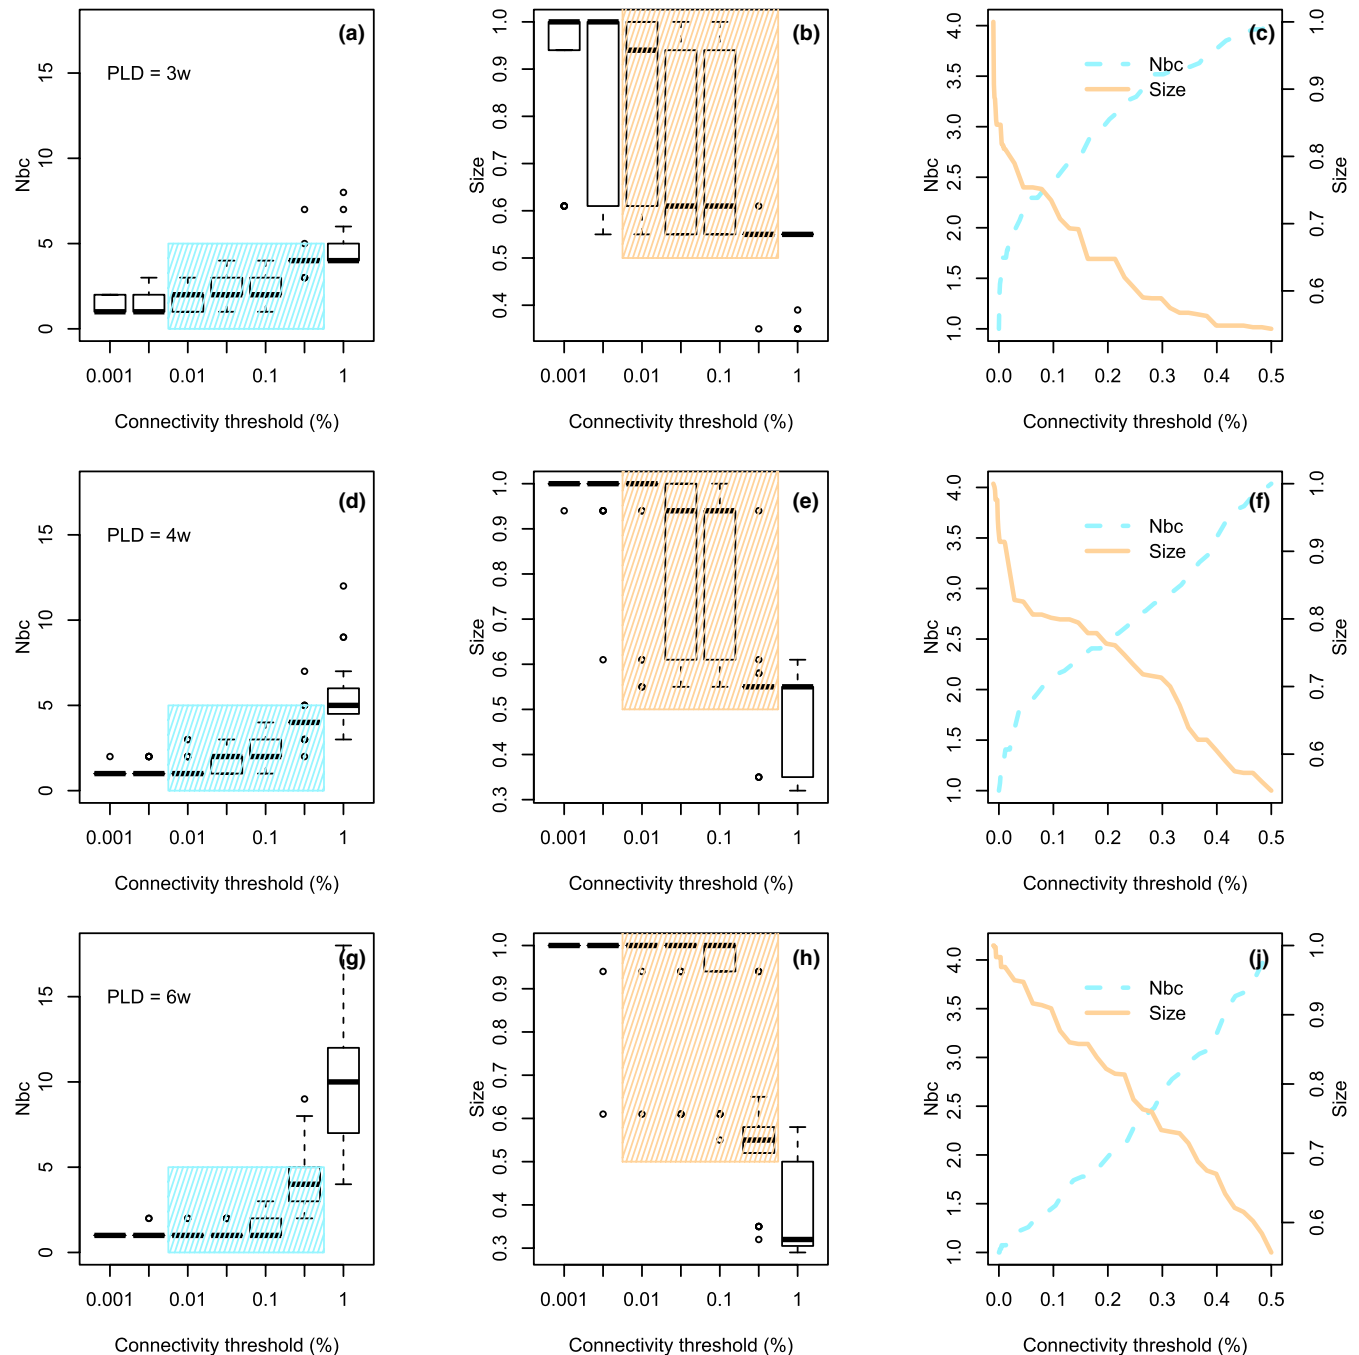 (a)
PLD = 3w
Nbc
0
5
10
15
0.001
0.01
0.1
1
Connectivity threshold (%)
(b)
Size
0.4
0.5
0.6
0.7
0.8
0.9
1.0
0.001
0.01
0.1
1
Connectivity threshold (%)
(c)
Nbc
Size
Nbc
1.0
1.5
2.0
2.5
3.0
3.5
4.0
Size
0.6
0.7
0.8
0.9
1.0
0.0
0.1
0.2
0.3
0.4
0.5
Connectivity threshold (%)
(d)
PLD = 4w
Nbc
0
5
10
15
0.001
0.01
0.1
1
Connectivity threshold (%)
(e)
Size
0.3
0.4
0.5
0.6
0.7
0.8
0.9
1.0
0.001
0.01
0.1
1
Connectivity threshold (%)
(f)
Nbc
Size
Nbc
1.0
1.5
2.0
2.5
3.0
3.5
4.0
Size
0.6
0.7
0.8
0.9
1.0
0.0
0.1
0.2
0.3
0.4
0.5
Connectivity threshold (%)
(g)
PLD = 6w
Nbc
0
5
10
15
0.001
0.01
0.1
1
Connectivity threshold (%)
(h)
Size
0.3
0.4
0.5
0.6
0.7
0.8
0.9
1.0
0.001
0.01
0.1
1
Connectivity threshold (%)
(j)
Nbc
Size
Nbc
1.0
1.5
2.0
2.5
3.0
3.5
4.0
Size
0.6
0.7
0.8
0.9
1.0
0.0
0.1
0.2
0.3
0.4
0.5
Connectivity threshold (%)